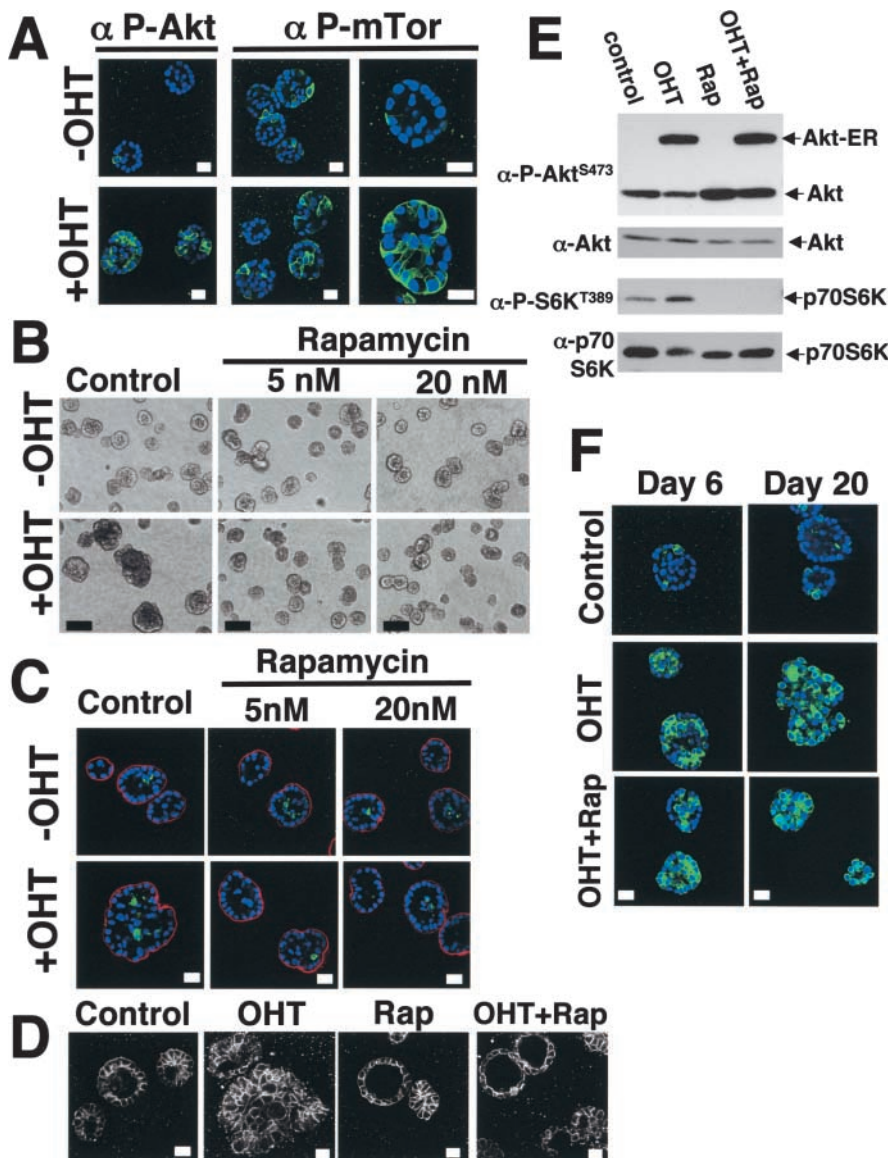 A
α P-Akt
α P-mTor
-OHT
+OHT
B
Rapamycin
Control
5 nM
20 nM
-OHT
+OHT
C
Rapamycin
Control
5nM
20nM
-OHT
+OHT
D
Control
OHT
Rap
OHT+Rap
E
control
OHT
Rap
OHT+Rap
α-P-Akt^S473
Akt-ER
Akt
α-Akt
Akt
α-P-S6K^T389
p70S6K
α-p70
S6K
p70S6K
F
Day 6
Day 20
Control
OHT
OHT+Rap